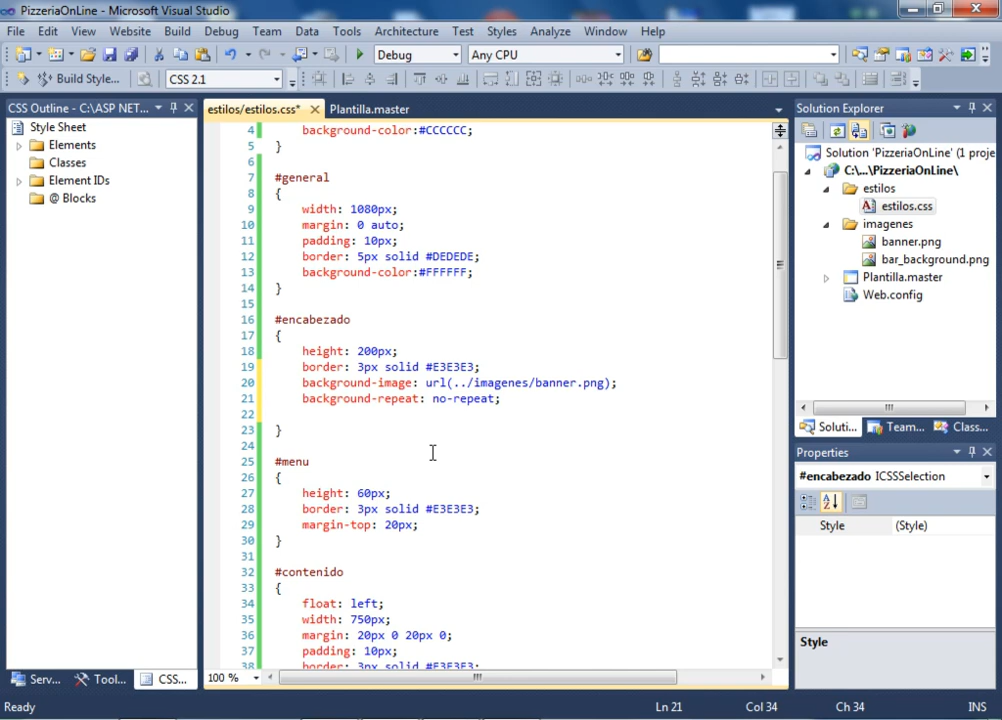 PizzeriaOnLine - Microsoft Visual Studio
File Edit View Website Build Debug Team Data Tools Architecture Test Styles Analyze Window Help
Debug Any CPU
Build Style... CSS 2.1
CSS Outline - C:\ASP NET...
Style Sheet
Elements
Classes
Element IDs
@ Blocks
Serv... Tool... CSS...
estilos/estilos.css* Plantilla.master
4 background-color:#CCCCCC;
5 }
6
7 #general
8 {
9 width: 1080px;
10 margin: 0 auto;
11 padding: 10px;
12 border: 5px solid #DEDEDE;
13 background-color:#FFFFFF;
14 }
15
16 #encabezado
17 {
18 height: 200px;
19 border: 3px solid #E3E3E3;
20 background-image: url(../imagenes/banner.png);
21 background-repeat: no-repeat;
22
23 }
24
25 #menu
26 {
27 height: 60px;
28 border: 3px solid #E3E3E3;
29 margin-top: 20px;
30 }
31
32 #contenido
33 {
34 float: left;
35 width: 750px;
36 margin: 20px 0 20px 0;
37 padding: 10px;
38 border: 3px solid #E3E3E3;
100 %
Solution Explorer
Solution 'PizzeriaOnLine' (1 proje
C:\...\PizzeriaOnLine\
estilos
estilos.css
imagenes
banner.png
bar_background.png
Plantilla.master
Web.config
Soluti... Team... Class...
Properties
#encabezado ICSSSelection
Style (Style)
Style
Ready Ln 21 Col 34 Ch 34 INS